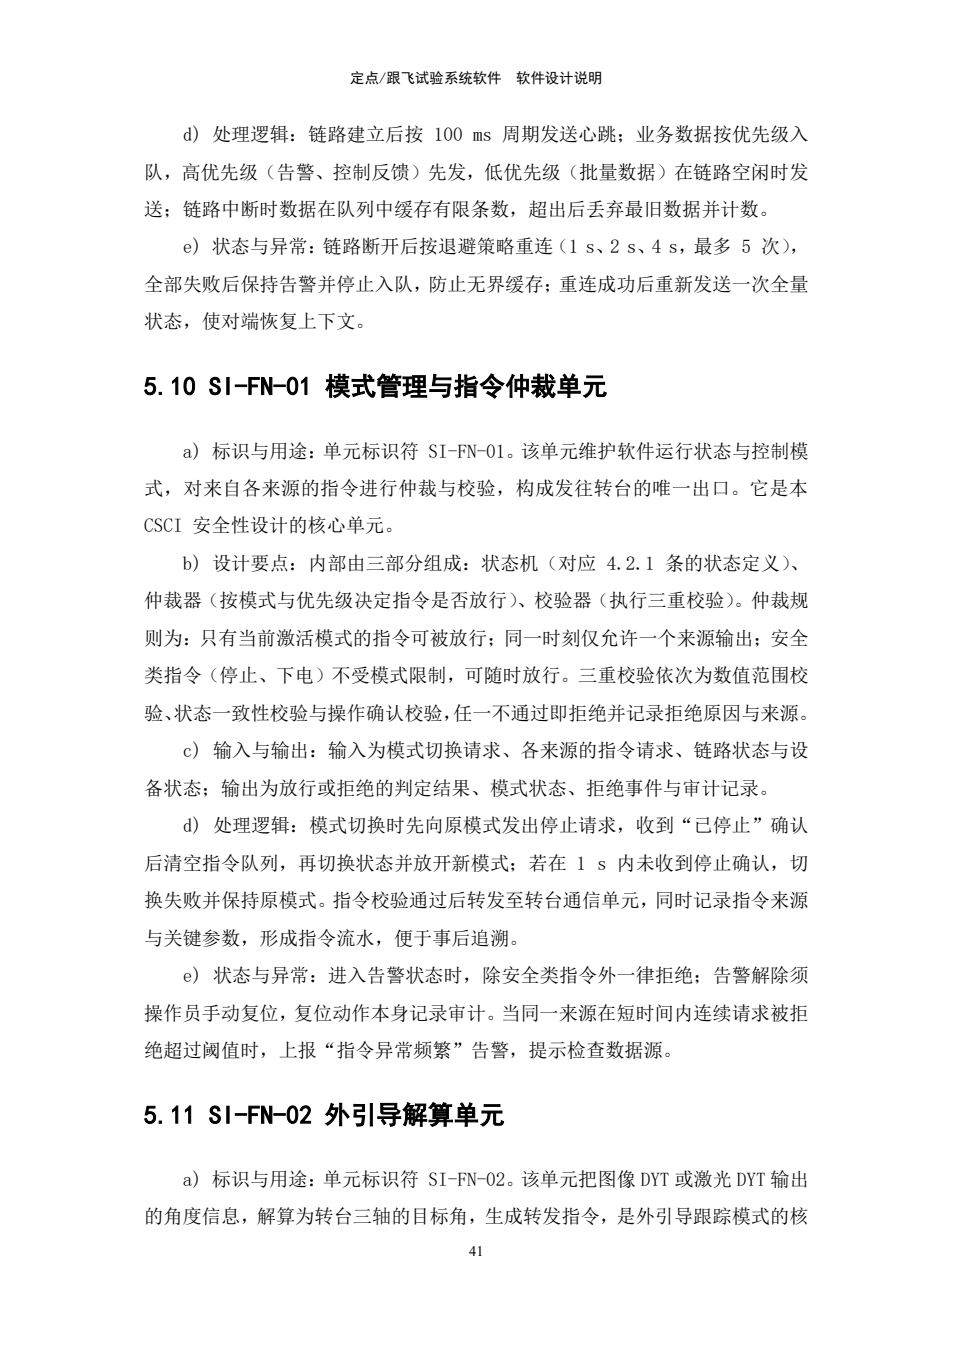 定点/跟飞试验系统软件 软件设计说明
d) 处理逻辑：链路建立后按 100 ms 周期发送心跳；业务数据按优先级入
队，高优先级（告警、控制反馈）先发，低优先级（批量数据）在链路空闲时发
送；链路中断时数据在队列中缓存有限条数，超出后丢弃最旧数据并计数。
e) 状态与异常：链路断开后按退避策略重连（1 s、2 s、4 s，最多 5 次），
全部失败后保持告警并停止入队，防止无界缓存；重连成功后重新发送一次全量
状态，使对端恢复上下文。
5.10 SI-FN-01 模式管理与指令仲裁单元
a) 标识与用途：单元标识符 SI-FN-01。该单元维护软件运行状态与控制模
式，对来自各来源的指令进行仲裁与校验，构成发往转台的唯一出口。它是本
CSCI 安全性设计的核心单元。
b) 设计要点：内部由三部分组成：状态机（对应 4.2.1 条的状态定义）、
仲裁器（按模式与优先级决定指令是否放行）、校验器（执行三重校验）。仲裁规
则为：只有当前激活模式的指令可被放行；同一时刻仅允许一个来源输出；安全
类指令（停止、下电）不受模式限制，可随时放行。三重校验依次为数值范围校
验、状态一致性校验与操作确认校验，任一不通过即拒绝并记录拒绝原因与来源。
c) 输入与输出：输入为模式切换请求、各来源的指令请求、链路状态与设
备状态；输出为放行或拒绝的判定结果、模式状态、拒绝事件与审计记录。
d) 处理逻辑：模式切换时先向原模式发出停止请求，收到“已停止”确认
后清空指令队列，再切换状态并放开新模式；若在 1 s 内未收到停止确认，切
换失败并保持原模式。指令校验通过后转发至转台通信单元，同时记录指令来源
与关键参数，形成指令流水，便于事后追溯。
e) 状态与异常：进入告警状态时，除安全类指令外一律拒绝；告警解除须
操作员手动复位，复位动作本身记录审计。当同一来源在短时间内连续请求被拒
绝超过阈值时，上报“指令异常频繁”告警，提示检查数据源。
5.11 SI-FN-02 外引导解算单元
a) 标识与用途：单元标识符 SI-FN-02。该单元把图像 DYT 或激光 DYT 输出
的角度信息，解算为转台三轴的目标角，生成转发指令，是外引导跟踪模式的核
41